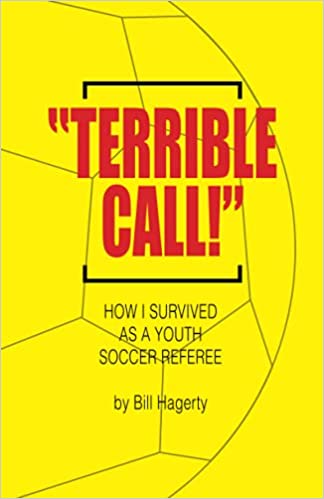 “TERRIBLE
CALL!”
HOW I SURVIVED
AS A YOUTH
SOCCER REFEREE
by Bill Hagerty